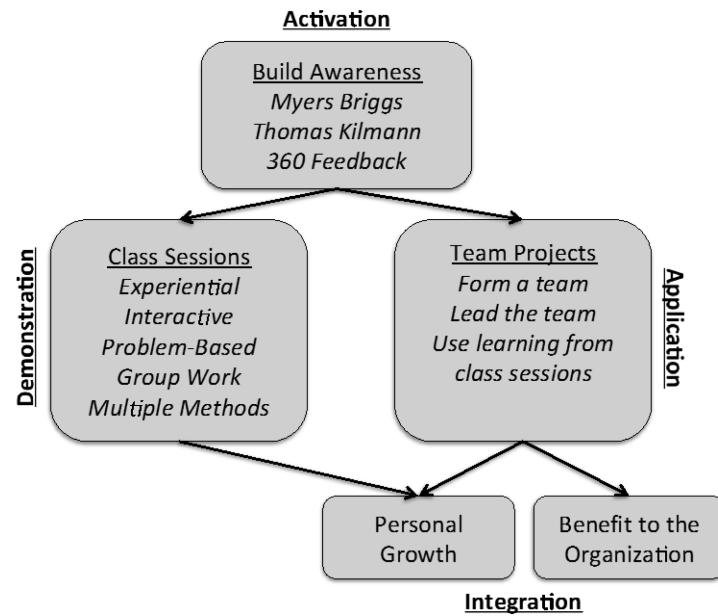 Activation
Build Awareness
Myers Briggs
Thomas Kilmann
360 Feedback
Demonstration
Class Sessions
Experiential
Interactive
Problem-Based
Group Work
Multiple Methods
Team Projects
Form a team
Lead the team
Use learning from
class sessions
Application
Personal
Growth
Benefit to the
Organization
Integration